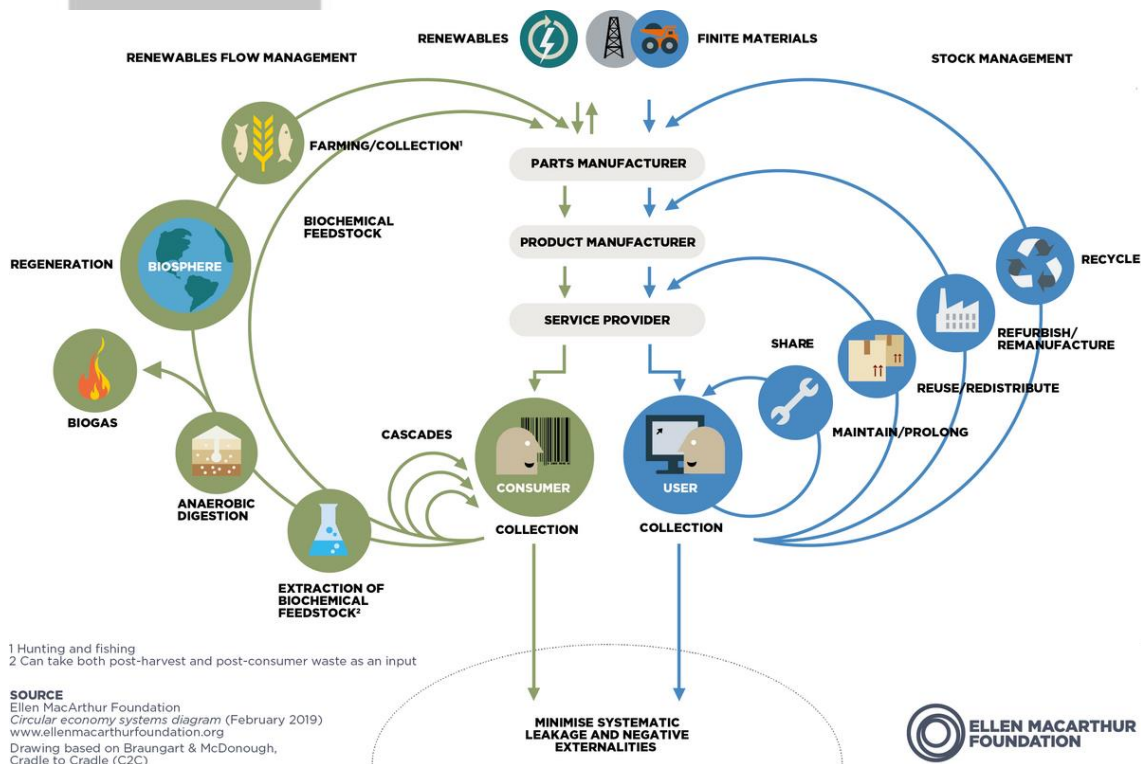 RENEWABLES
FINITE MATERIALS
RENEWABLES FLOW MANAGEMENT
STOCK MANAGEMENT
FARMING/COLLECTION¹
PARTS MANUFACTURER
BIOCHEMICAL
FEEDSTOCK
PRODUCT MANUFACTURER
REGENERATION
BIOSPHERE
RECYCLE
SERVICE PROVIDER
REFURBISH/
REMANUFACTURE
SHARE
REUSE/REDISTRIBUTE
BIOGAS
CASCADES
MAINTAIN/PROLONG
CONSUMER
USER
ANAEROBIC
DIGESTION
COLLECTION
COLLECTION
EXTRACTION OF
BIOCHEMICAL
FEEDSTOCK²
1 Hunting and fishing
2 Can take both post-harvest and post-consumer waste as an input
SOURCE
Ellen MacArthur Foundation
Circular economy systems diagram (February 2019)
www.ellenmacarthurfoundation.org
Drawing based on Braungart & McDonough,
Cradle to Cradle (C2C)
MINIMISE SYSTEMATIC
LEAKAGE AND NEGATIVE
EXTERNALITIES
ELLEN MACARTHUR
FOUNDATION